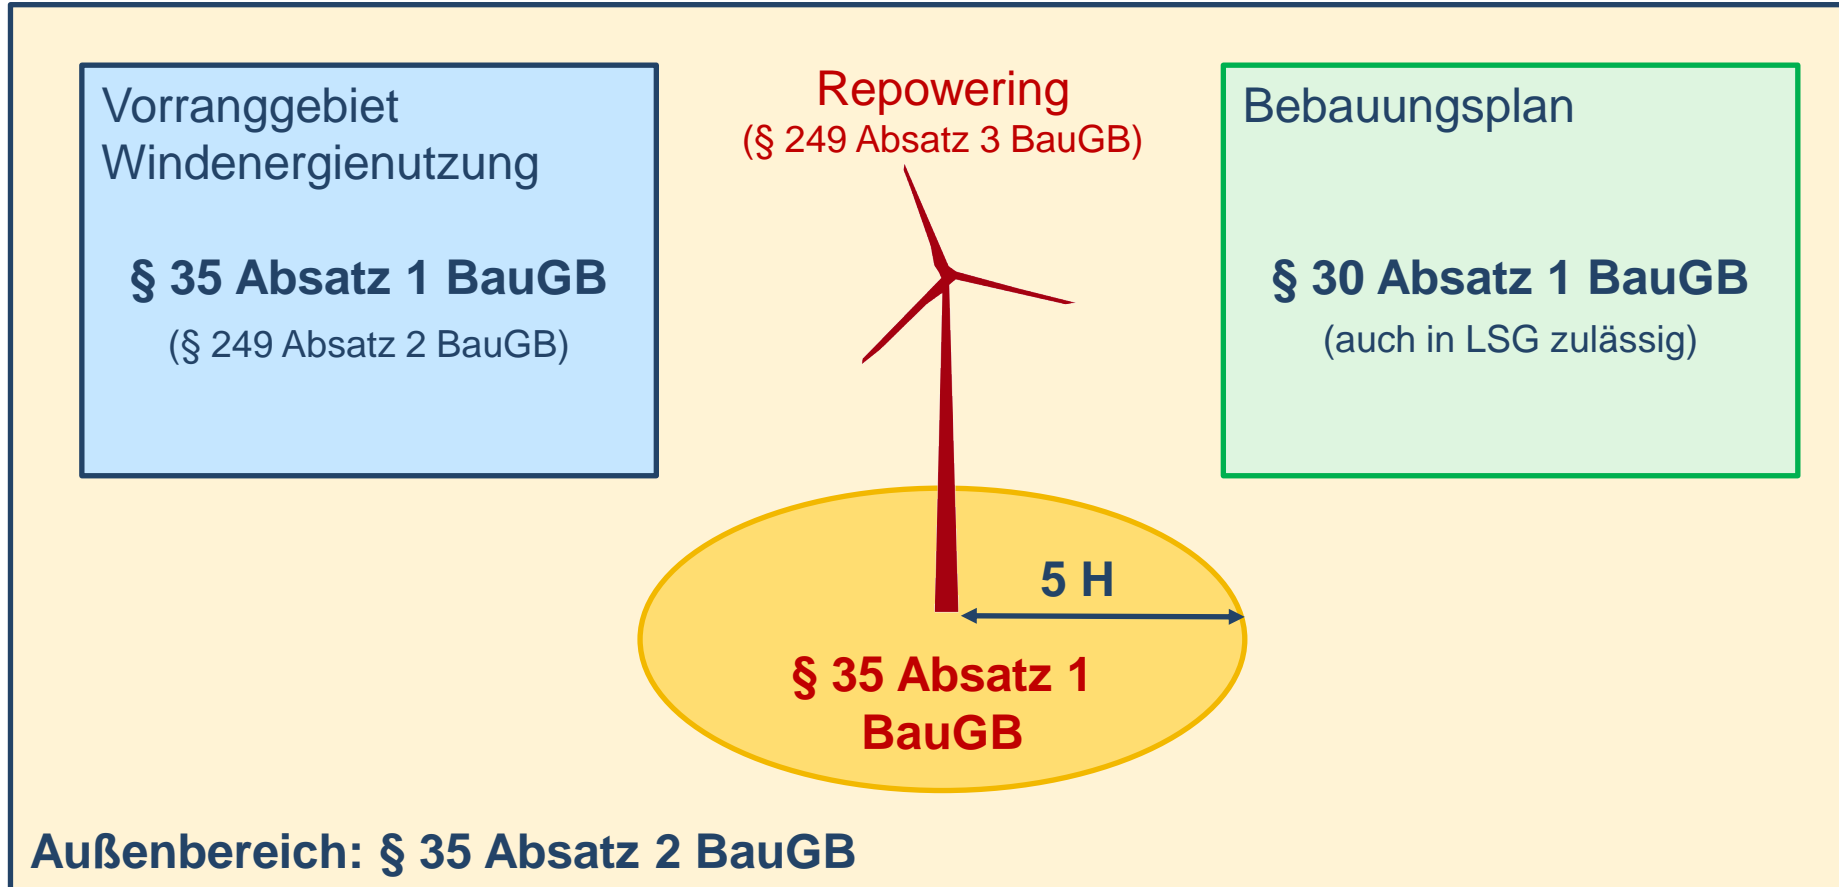 Vorranggebiet
Windenergienutzung
§ 35 Absatz 1 BauGB
(§ 249 Absatz 2 BauGB)
Repowering
(§ 249 Absatz 3 BauGB)
Bebauungsplan
§ 30 Absatz 1 BauGB
(auch in LSG zulässig)
5 H
§ 35 Absatz 1
BauGB
Außenbereich: § 35 Absatz 2 BauGB